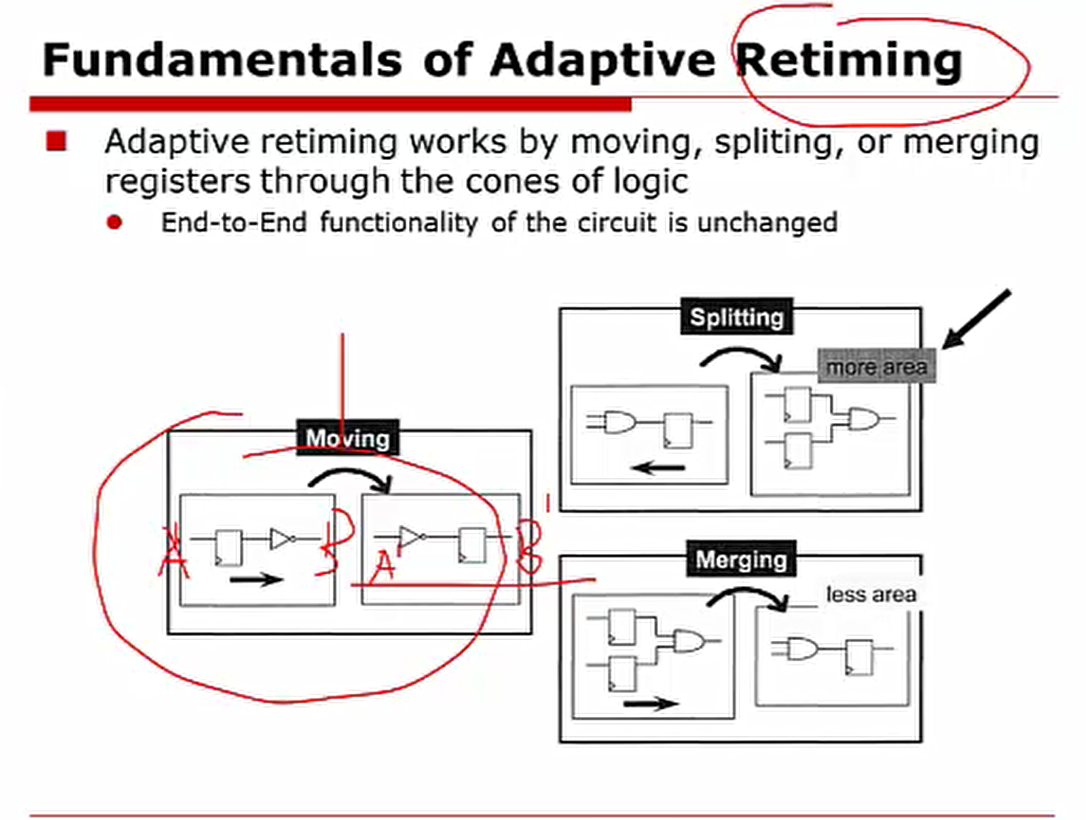 Fundamentals of Adaptive Retiming
Adaptive retiming works by moving, spliting, or merging
registers through the cones of logic
End-to-End functionality of the circuit is unchanged
Splitting
more area
Moving
A
B
A
B
Merging
less area